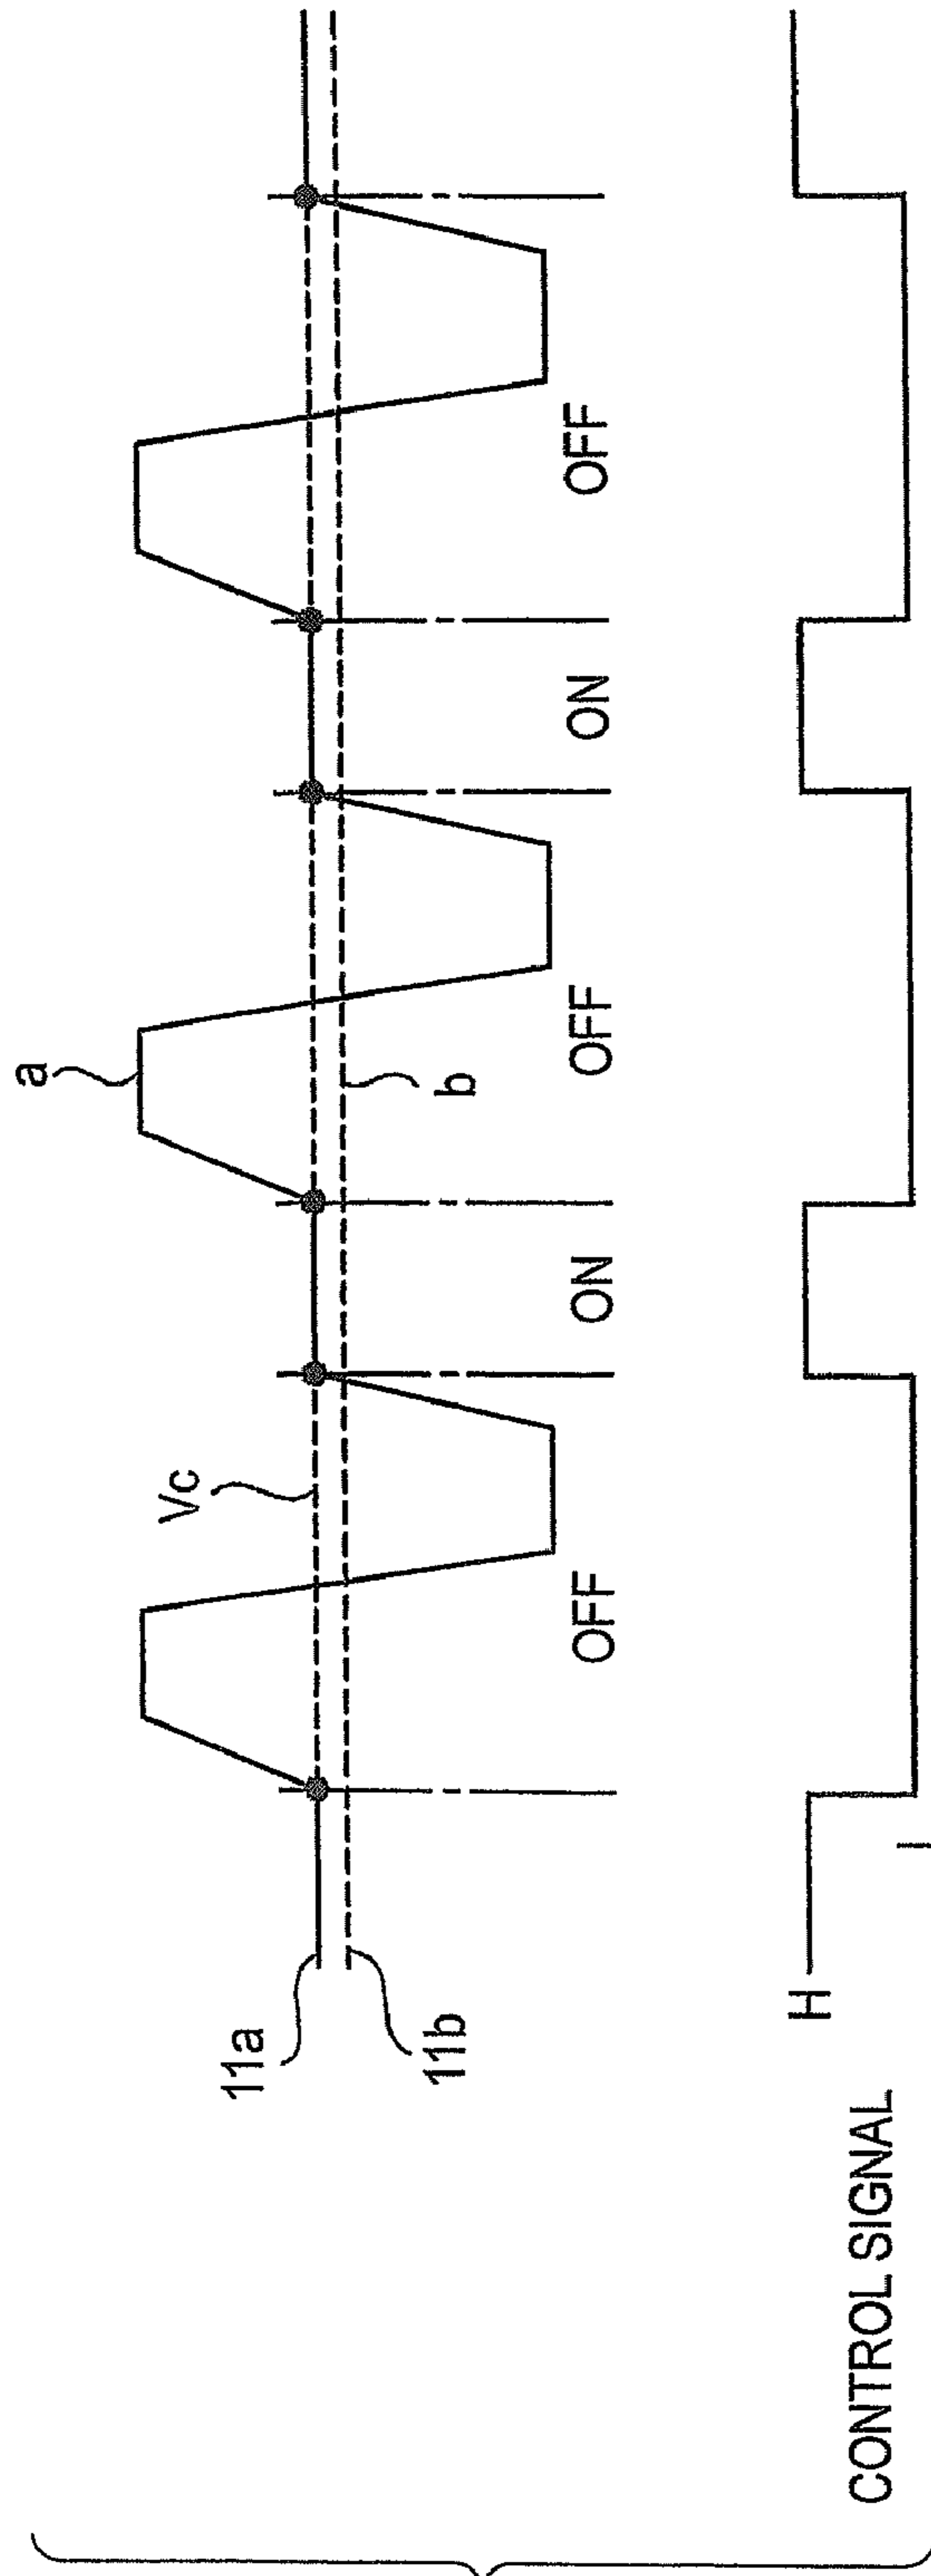 a
Vc
11a
11b
b
OFF
ON
OFF
ON
OFF
H
CONTROL SIGNAL